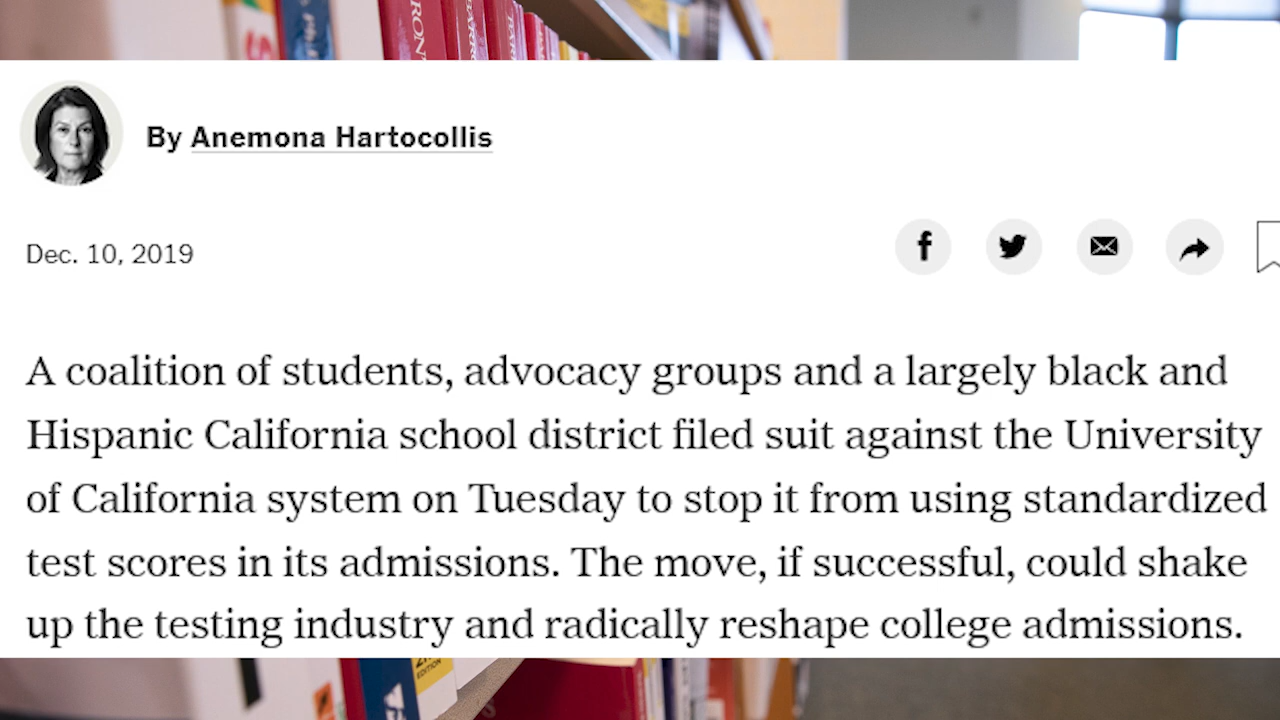 By Anemona Hartocollis
Dec. 10, 2019
A coalition of students, advocacy groups and a largely black and
Hispanic California school district filed suit against the University
of California system on Tuesday to stop it from using standardized
test scores in its admissions. The move, if successful, could shake
up the testing industry and radically reshape college admissions.
EDITION